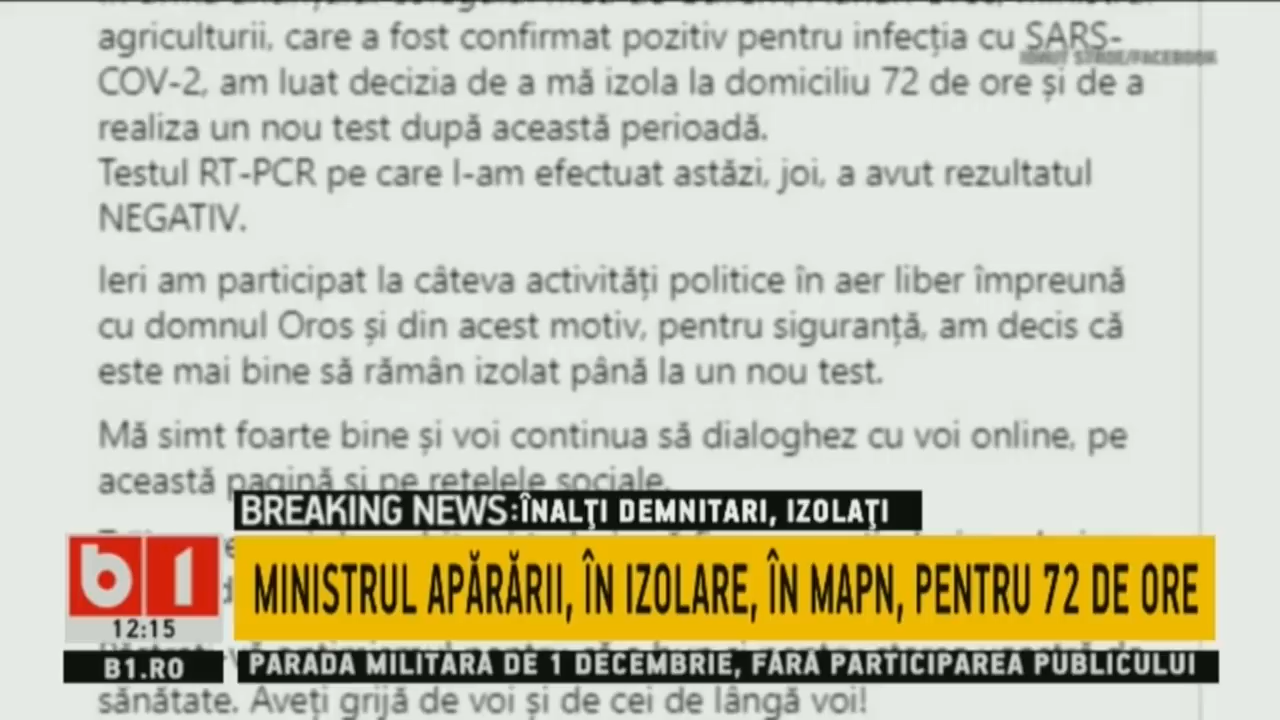 agriculturii, care a fost confirmat pozitiv pentru infecția cu SARS-
IONUȚ STROE/FACEBOOK
COV-2, am luat decizia de a mă izola la domiciliu 72 de ore și de a
realiza un nou test după această perioadă.
Testul RT-PCR pe care l-am efectuat astăzi, joi, a avut rezultatul
NEGATIV.
Ieri am participat la câteva activități politice în aer liber împreună
cu domnul Oros și din acest motiv, pentru siguranță, am decis că
este mai bine să rămân izolat până la un nou test.
Mă simt foarte bine și voi continua să dialoghez cu voi online, pe
această pagină și pe rețelele sociale.
BREAKING NEWS: ÎNALŢI DEMNITARI, IZOLAŢI
b1
MINISTRUL APĂRĂRII, ÎN IZOLARE, ÎN MAPN, PENTRU 72 DE ORE
12:15
B1.RO
PARADA MILITARĂ DE 1 DECEMBRIE, FĂRĂ PARTICIPAREA PUBLICULUI
sănătate. Aveți grijă de voi și de cei de lângă voi!